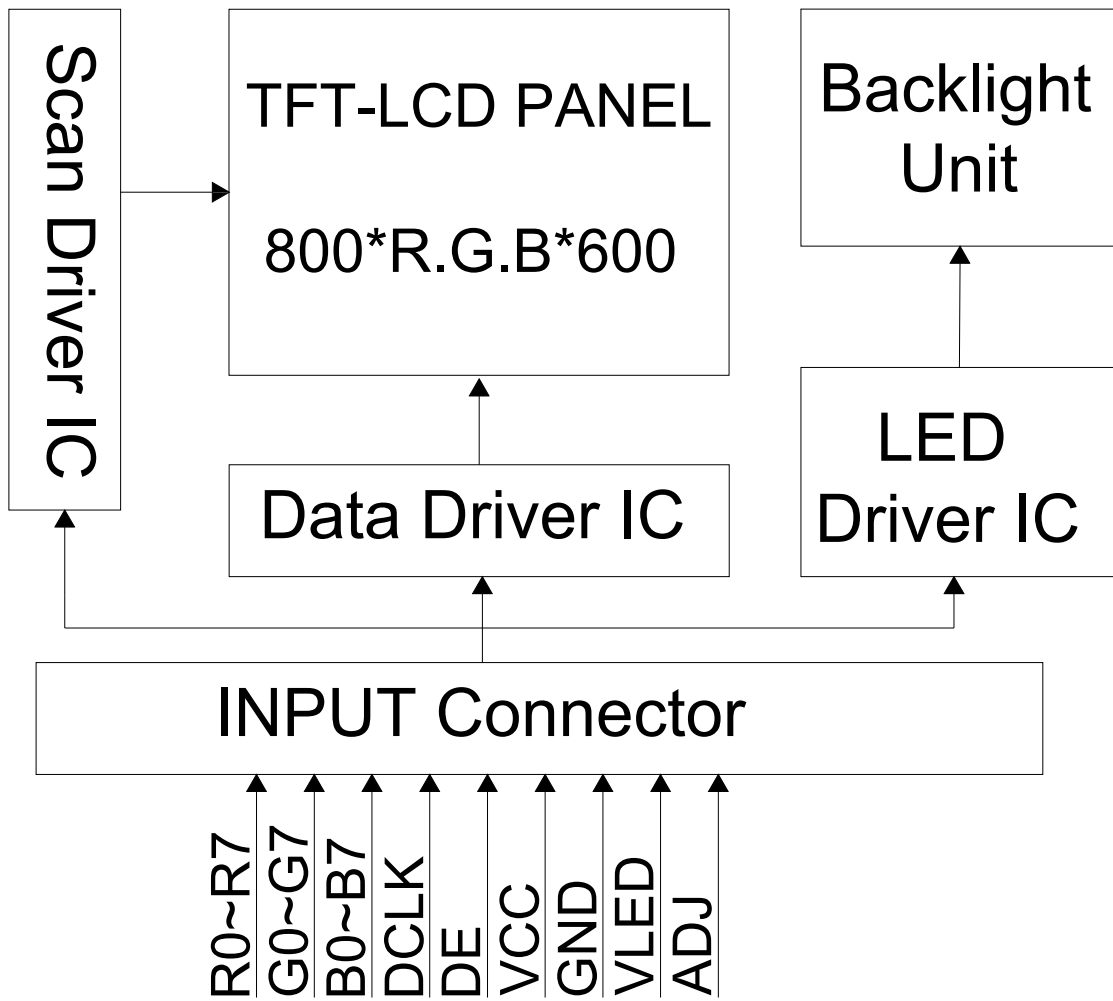 Scan Driver IC
TFT-LCD PANEL
800*R.G.B*600
Backlight
Unit
Data Driver IC
LED
Driver IC
INPUT Connector
R0~R7
G0~G7
B0~B7
DCLK
DE
VCC
GND
VLED
ADJ